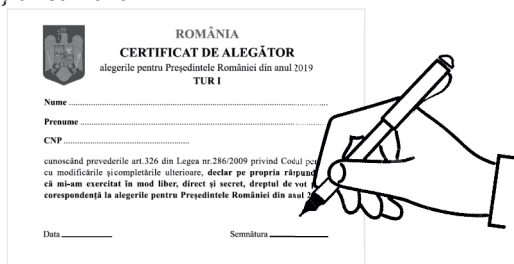 ROMÂNIA
CERTIFICAT DE ALEGĂTOR
alegerile pentru Președintele României din anul 2019
TUR I
Nume
Prenume
CNP
cunoscând prevederile art.326 din Legea nr.286/2009 privind Codul
cu modificările șicompletările ulterioare, declar pe propria
că mi-am exercitat în mod liber, direct și secret, dreptul de vot
corespondență la alegerile pentru Președintele României din anul
Data
Semnătura